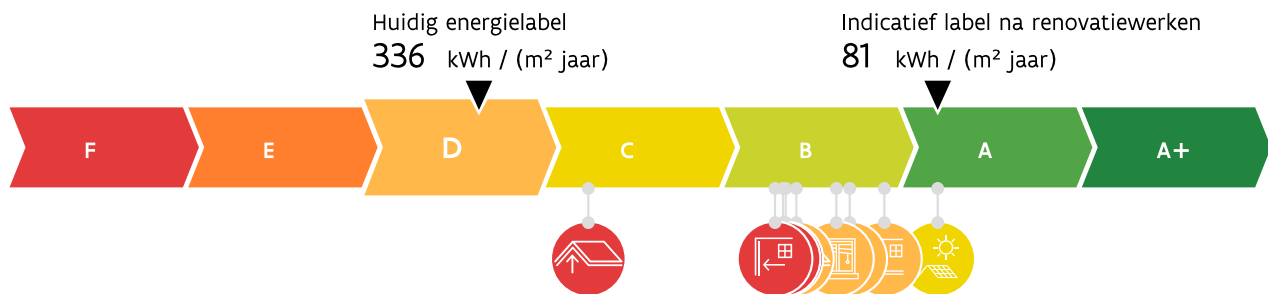 Huidig energielabel
336 kWh / (m² jaar)
Indicatief label na renovatiewerken
81 kWh / (m² jaar)
F E D C B A A+